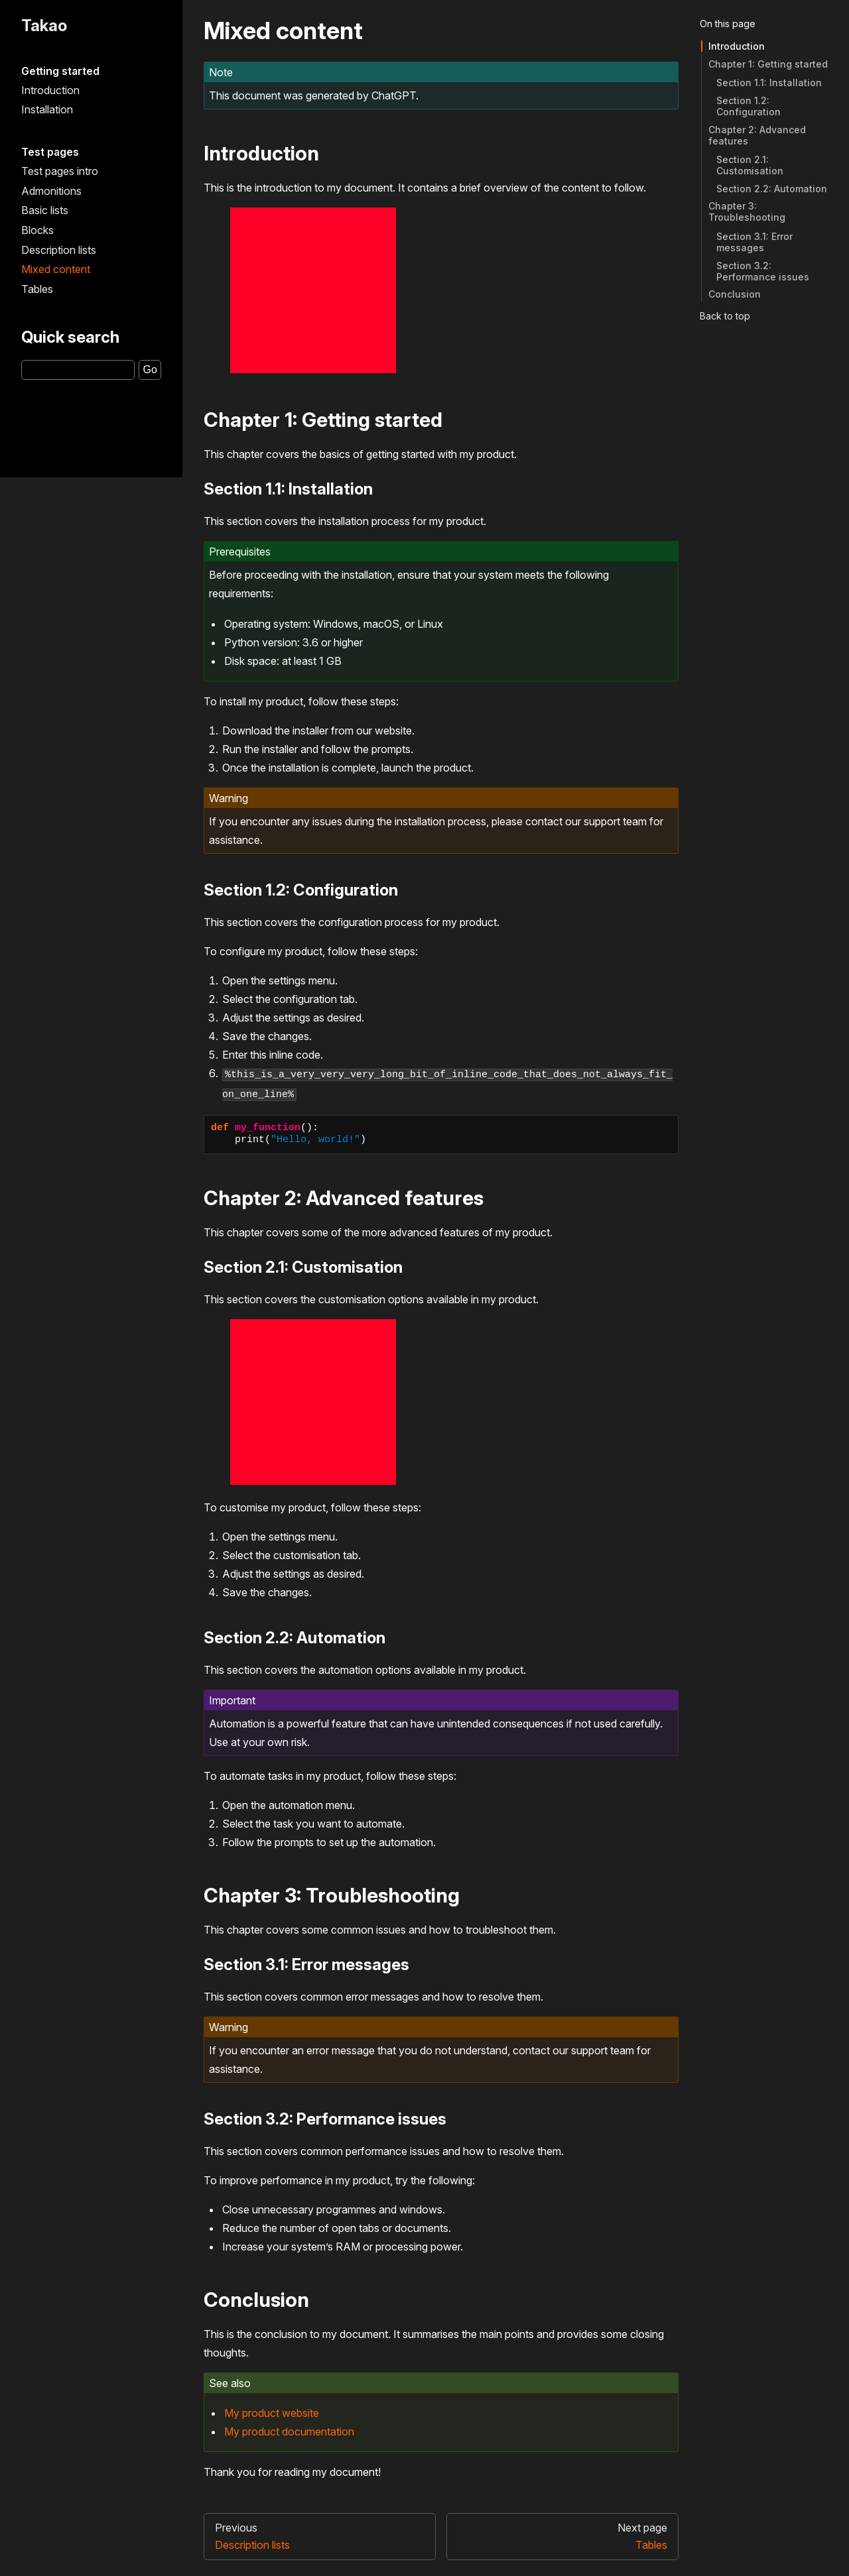 Takao
Getting started
Introduction
Installation
Test pages
Test pages intro
Admonitions
Basic lists
Blocks
Description lists
Mixed content
Tables
Quick search
Go
Mixed content
Note
This document was generated by ChatGPT.
Introduction
This is the introduction to my document. It contains a brief overview of the content to follow.
Chapter 1: Getting started
This chapter covers the basics of getting started with my product.
Section 1.1: Installation
This section covers the installation process for my product.
Prerequisites
Before proceeding with the installation, ensure that your system meets the following
requirements:
• Operating system: Windows, macOS, or Linux
• Python version: 3.6 or higher
• Disk space: at least 1 GB
To install my product, follow these steps:
1. Download the installer from our website.
2. Run the installer and follow the prompts.
3. Once the installation is complete, launch the product.
Warning
If you encounter any issues during the installation process, please contact our support team for
assistance.
Section 1.2: Configuration
This section covers the configuration process for my product.
To configure my product, follow these steps:
1. Open the settings menu.
2. Select the configuration tab.
3. Adjust the settings as desired.
4. Save the changes.
5. Enter this inline code.
6. %this_is_a_very_very_very_long_bit_of_inline_code_that_does_not_always_fit_
on_one_line%
def my_function():
    print("Hello, world!")
Chapter 2: Advanced features
This chapter covers some of the more advanced features of my product.
Section 2.1: Customisation
This section covers the customisation options available in my product.
To customise my product, follow these steps:
1. Open the settings menu.
2. Select the customisation tab.
3. Adjust the settings as desired.
4. Save the changes.
Section 2.2: Automation
This section covers the automation options available in my product.
Important
Automation is a powerful feature that can have unintended consequences if not used carefully.
Use at your own risk.
To automate tasks in my product, follow these steps:
1. Open the automation menu.
2. Select the task you want to automate.
3. Follow the prompts to set up the automation.
Chapter 3: Troubleshooting
This chapter covers some common issues and how to troubleshoot them.
Section 3.1: Error messages
This section covers common error messages and how to resolve them.
Warning
If you encounter an error message that you do not understand, contact our support team for
assistance.
Section 3.2: Performance issues
This section covers common performance issues and how to resolve them.
To improve performance in my product, try the following:
• Close unnecessary programmes and windows.
• Reduce the number of open tabs or documents.
• Increase your system’s RAM or processing power.
Conclusion
This is the conclusion to my document. It summarises the main points and provides some closing
thoughts.
See also
• My product website
• My product documentation
Thank you for reading my document!
Previous
Description lists
Next page
Tables
On this page
Introduction
Chapter 1: Getting started
Section 1.1: Installation
Section 1.2:
Configuration
Chapter 2: Advanced
features
Section 2.1:
Customisation
Section 2.2: Automation
Chapter 3:
Troubleshooting
Section 3.1: Error
messages
Section 3.2:
Performance issues
Conclusion
Back to top